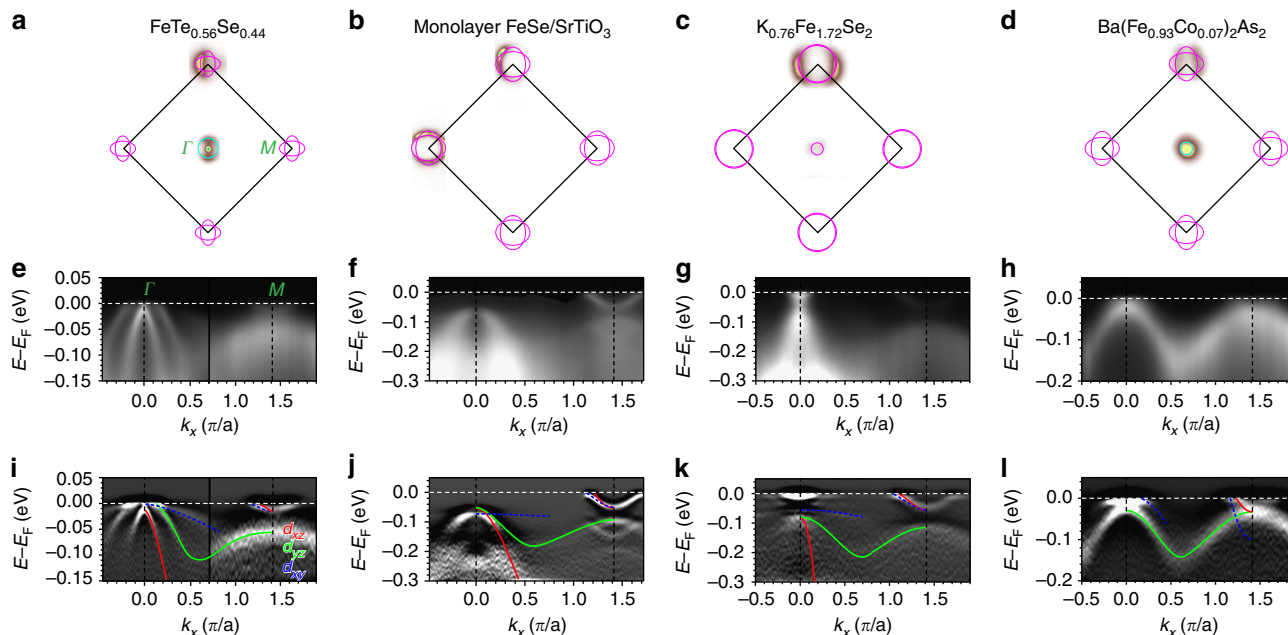 a
FeTe0.56Se0.44
b
Monolayer FeSe/SrTiO3
c
K0.76Fe1.72Se2
d
Ba(Fe0.93Co0.07)2As2
Γ
M
e
E–EF (eV)
0.05
0.00
–0.05
–0.10
–0.15
Γ
M
0.0
0.5
1.0
1.5
kx (π/a)
f
E–EF (eV)
0.0
–0.1
–0.2
–0.3
0.0
0.5
1.0
1.5
kx (π/a)
g
E–EF (eV)
0.0
–0.1
–0.2
–0.3
–0.5
0.0
0.5
1.0
1.5
kx (π/a)
h
E–EF (eV)
0.0
–0.1
–0.2
–0.5
0.0
0.5
1.0
1.5
kx (π/a)
i
E–EF (eV)
0.05
0.00
–0.05
–0.10
–0.15
dxz
dyz
dxy
0.0
0.5
1.0
1.5
kx (π/a)
j
E–EF (eV)
0.0
–0.1
–0.2
–0.3
0.0
0.5
1.0
1.5
kx (π/a)
k
E–EF (eV)
0.0
–0.1
–0.2
–0.3
–0.5
0.0
0.5
1.0
1.5
kx (π/a)
l
E–EF (eV)
0.0
–0.1
–0.2
–0.5
0.0
0.5
1.0
1.5
kx (π/a)